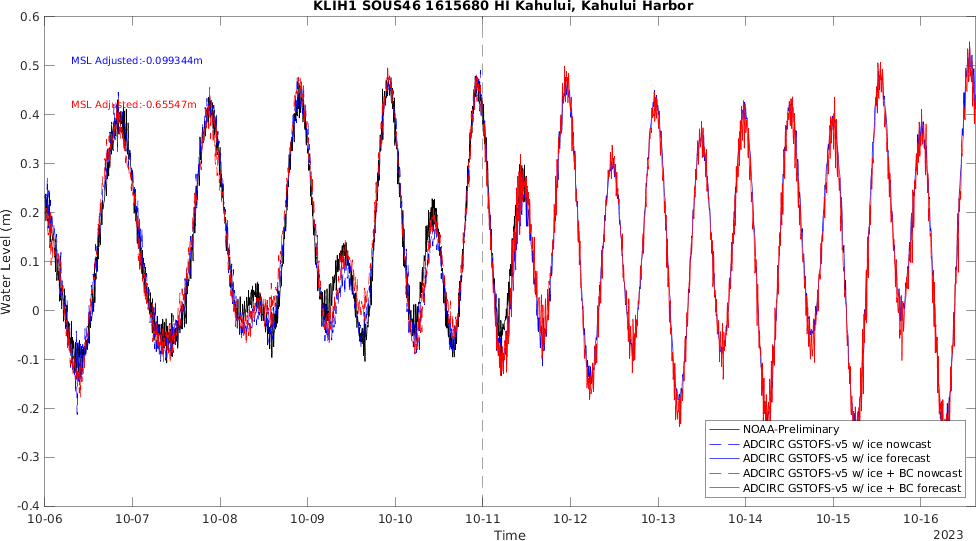 KLIH1 SOUS46 1615680 HI Kahului, Kahului Harbor
0.6
0.5
0.4
0.3
0.2
0.1
0
-0.1
-0.2
-0.3
-0.4
Water Level (m)
MSL Adjusted:-0.099344m
MSL Adjusted:-0.65547m
NOAA-Preliminary
ADCIRC GSTOFS-v5 w/ ice nowcast
ADCIRC GSTOFS-v5 w/ ice forecast
ADCIRC GSTOFS-v5 w/ ice + BC nowcast
ADCIRC GSTOFS-v5 w/ ice + BC forecast
10-06 10-07 10-08 10-09 10-10 10-11 10-12 10-13 10-14 10-15 10-16
Time
2023